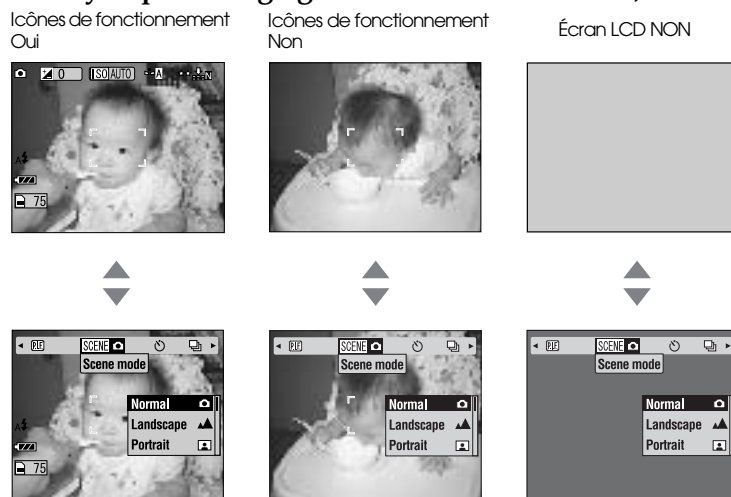 Icônes de fonctionnement
Oui
Icônes de fonctionnement
Non
Écran LCD NON
0 ISO AUTO A N
A
75
P.I.F SCENE
Scene mode
Normal
Landscape
Portrait
A
75
P.I.F SCENE
Scene mode
Normal
Landscape
Portrait
P.I.F SCENE
Scene mode
Normal
Landscape
Portrait